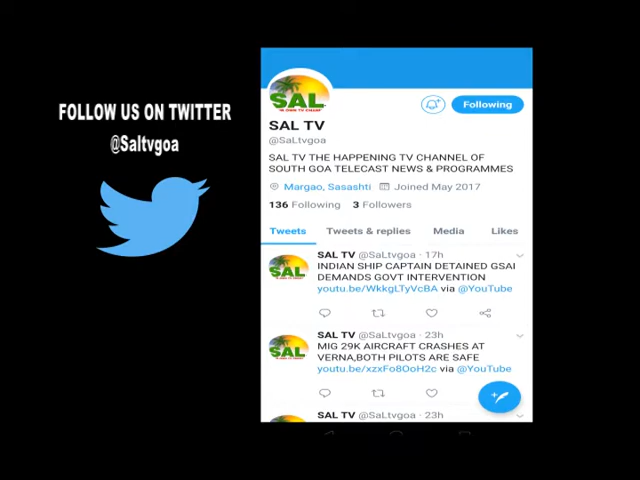 FOLLOW US ON TWITTER
@Saltvgoa
SAL
Following
SAL TV
@SaLtvgoa
SAL TV THE HAPPENING TV CHANNEL OF
SOUTH GOA TELECAST NEWS & PROGRAMMES
Margao, Sasashti Joined May 2017
136 Following 3 Followers
Tweets Tweets & replies Media Likes
SAL TV @SaLtvgoa · 17h
INDIAN SHIP CAPTAIN DETAINED GSAI
DEMANDS GOVT INTERVENTION
youtu.be/WkkgLTyVcBA via @YouTube
SAL
SAL TV @SaLtvgoa · 23h
MIG 29K AIRCRAFT CRASHES AT
VERNA,BOTH PILOTS ARE SAFE
youtu.be/xzxFo8OoH2c via @YouTube
SAL
SAL TV @SaLtvgoa · 23h